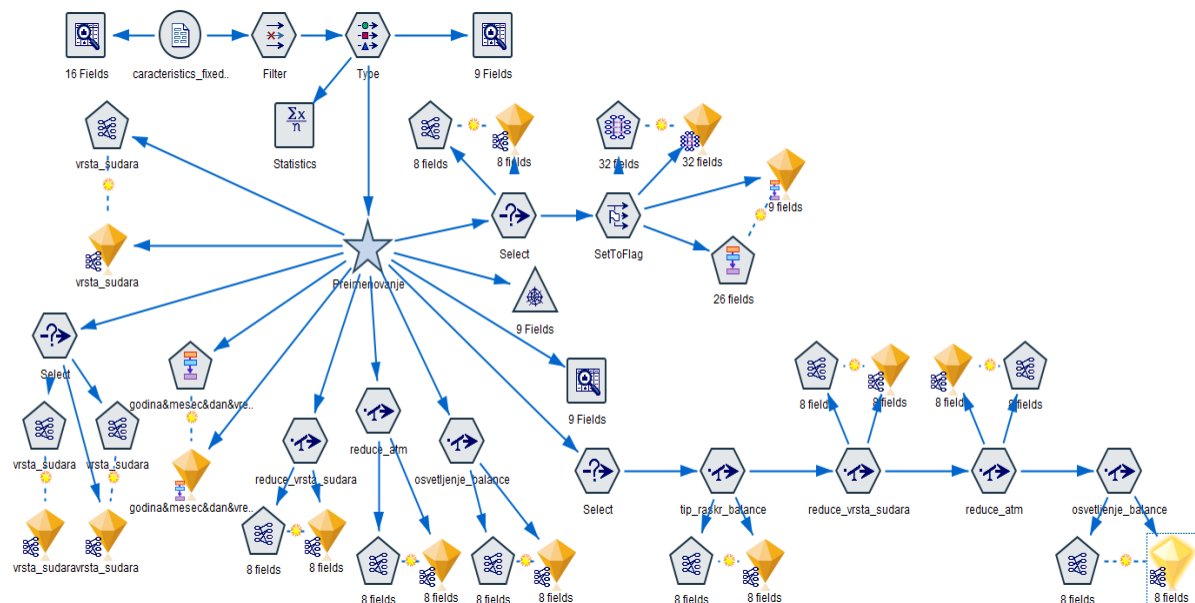 16 Fields
caracteristics_fixed..
Filter
Type
9 Fields
Σx
n
Statistics
vrsta_sudara
8 fields
8 fields
32 fields
32 fields
9 fields
Select
SetToFlag
26 fields
vrsta_sudara
Preimenovanje
9 Fields
Select
godina&mesec&dan&vre..
9 Fields
8 fields
8 fields
8 fields
8 fields
reduce_atm
vrsta_sudara
vrsta_sudara
reduce_vrsta_sudara
osvetljenje_balance
godina&mesec&dan&vre..
Select
tip_raskr_balance
reduce_vrsta_sudara
reduce_atm
osvetljenje_balance
vrsta_sudara
vrsta_sudara
8 fields
8 fields
8 fields
8 fields
8 fields
8 fields
8 fields
8 fields
8 fields
8 fields